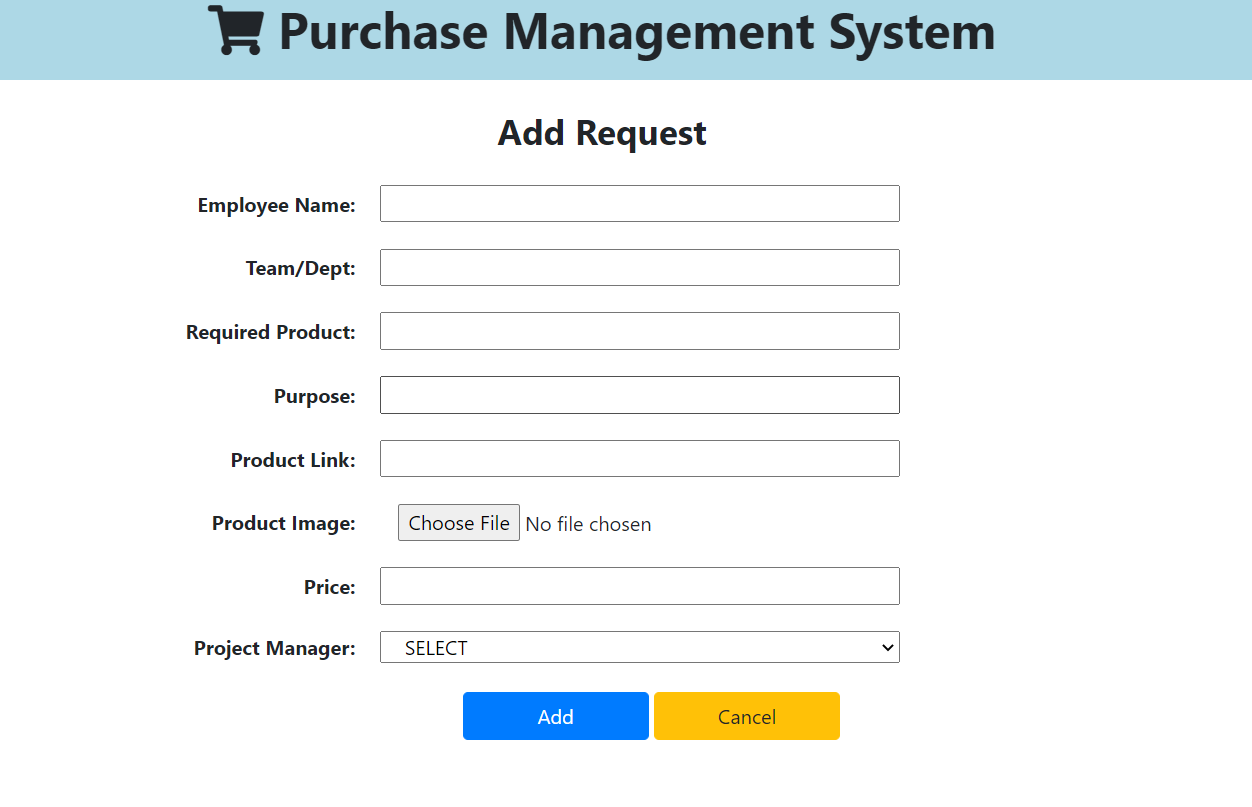 Purchase Management System
Add Request
Employee Name:
Team/Dept:
Required Product:
Purpose:
Product Link:
Product Image: Choose File No file chosen
Price:
Project Manager: SELECT
Add Cancel